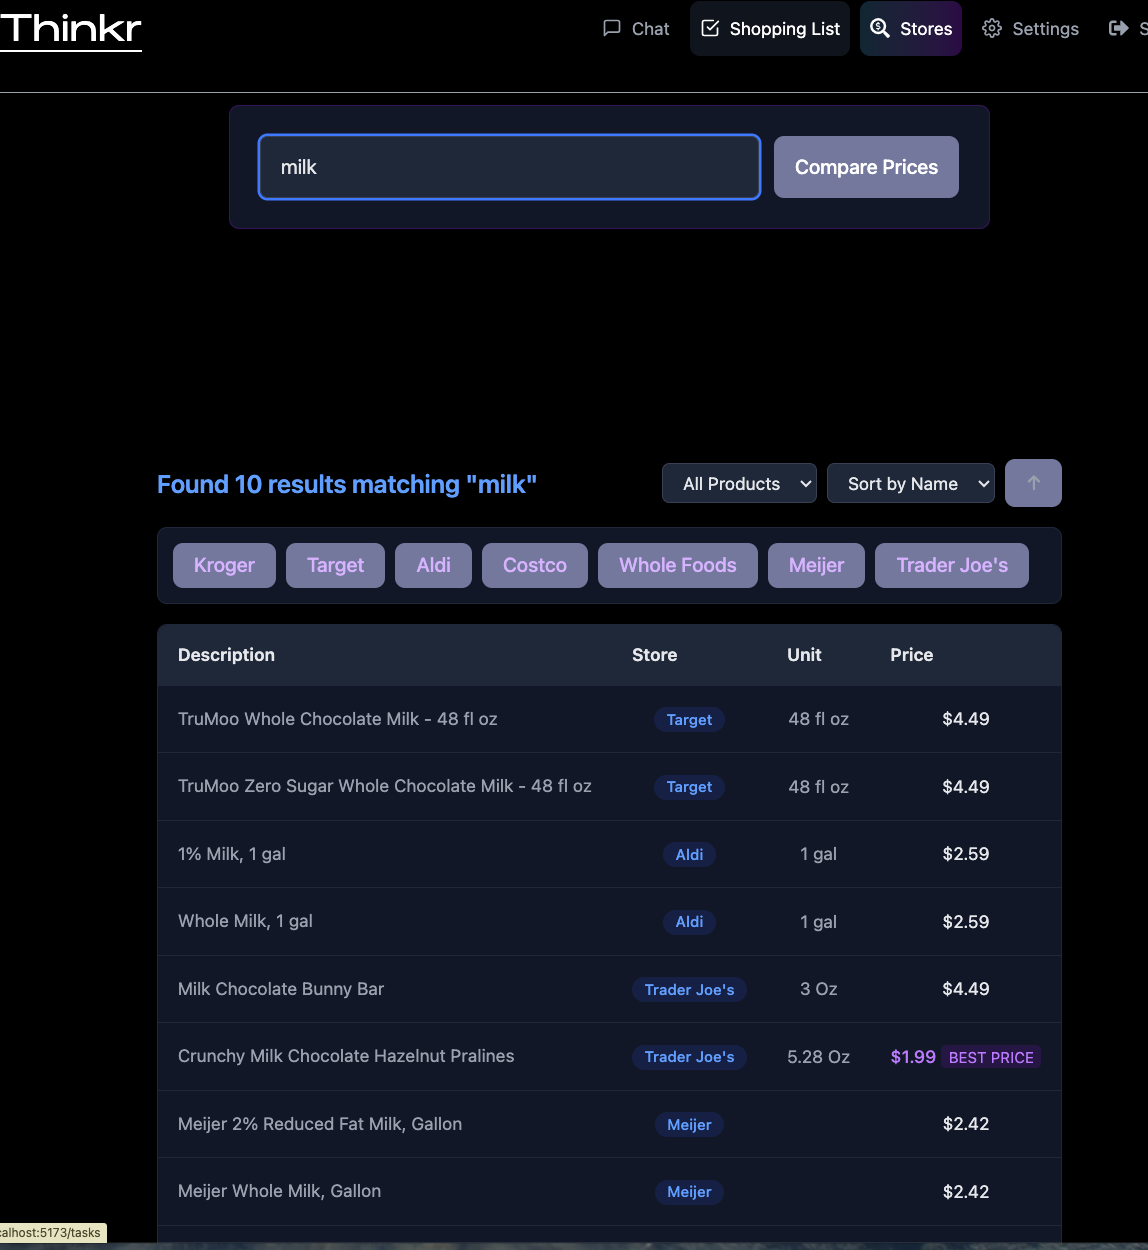 Thinkr
Chat
Shopping List
Stores
Settings
S
milk
Compare Prices
Found 10 results matching "milk"
All Products
Sort by Name
Kroger
Target
Aldi
Costco
Whole Foods
Meijer
Trader Joe's
Description Store Unit Price
TruMoo Whole Chocolate Milk - 48 fl oz Target 48 fl oz $4.49
TruMoo Zero Sugar Whole Chocolate Milk - 48 fl oz Target 48 fl oz $4.49
1% Milk, 1 gal Aldi 1 gal $2.59
Whole Milk, 1 gal Aldi 1 gal $2.59
Milk Chocolate Bunny Bar Trader Joe's 3 Oz $4.49
Crunchy Milk Chocolate Hazelnut Pralines Trader Joe's 5.28 Oz $1.99 BEST PRICE
Meijer 2% Reduced Fat Milk, Gallon Meijer $2.42
Meijer Whole Milk, Gallon Meijer $2.42
calhost:5173/tasks